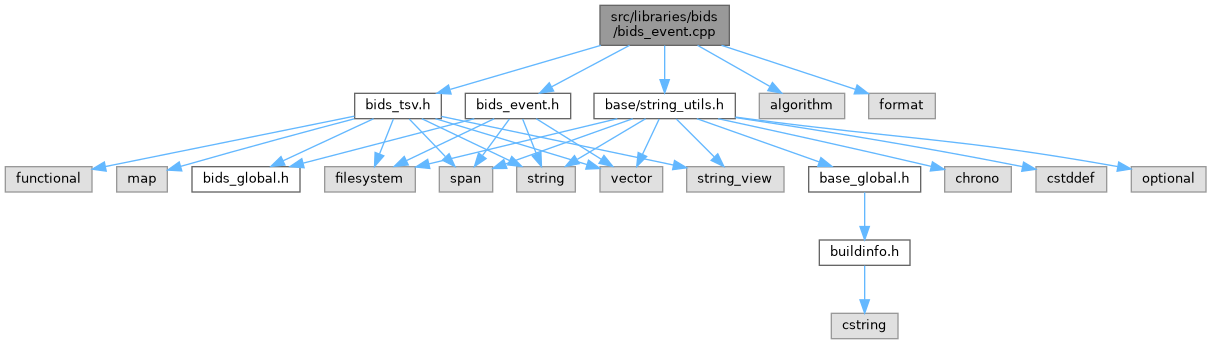 src/libraries/bids
/bids_event.cpp
bids_tsv.h
bids_event.h
base/string_utils.h
algorithm
format
functional
map
bids_global.h
filesystem
span
string
vector
string_view
base_global.h
chrono
cstddef
optional
buildinfo.h
cstring